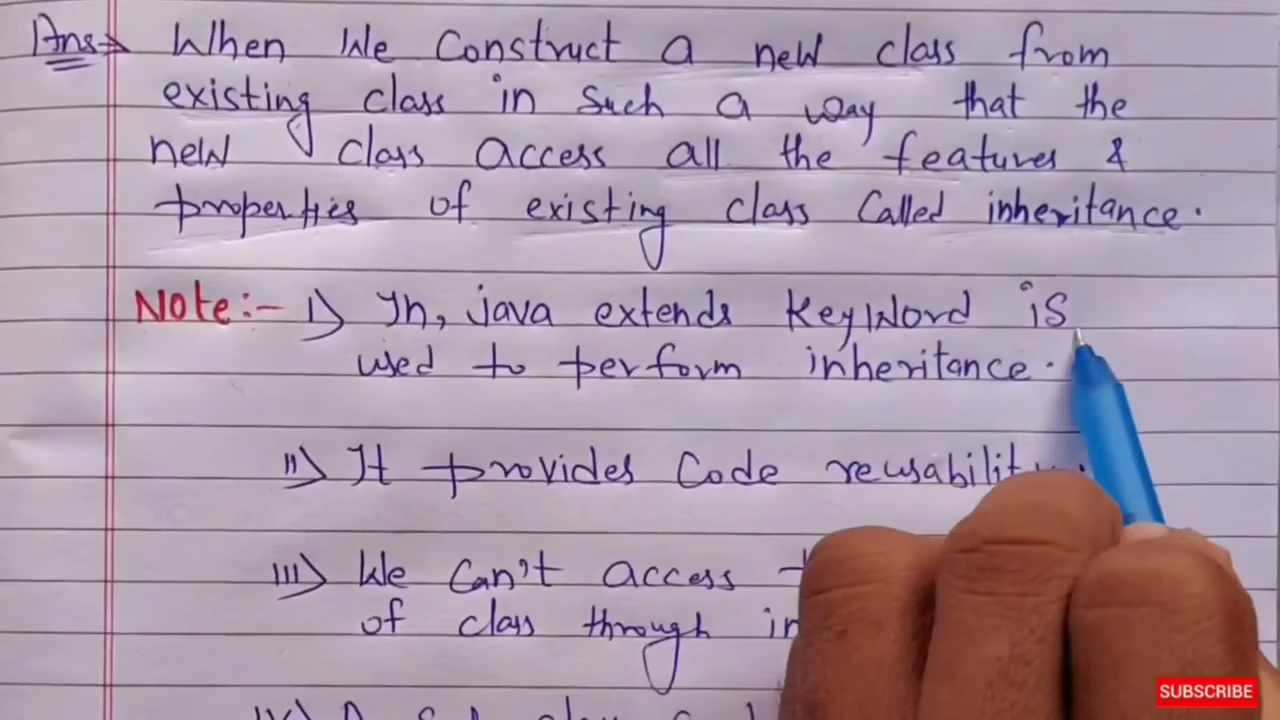 Ans→ When we construct a new class from
existing class in such a way that the
new class access all the features &
properties of existing class called inheritance.
Note:- i) In, java extends keyword is
used to perform inheritance.
ii) It provides code reusability.
iii) We can't access
of class through
SUBSCRIBE